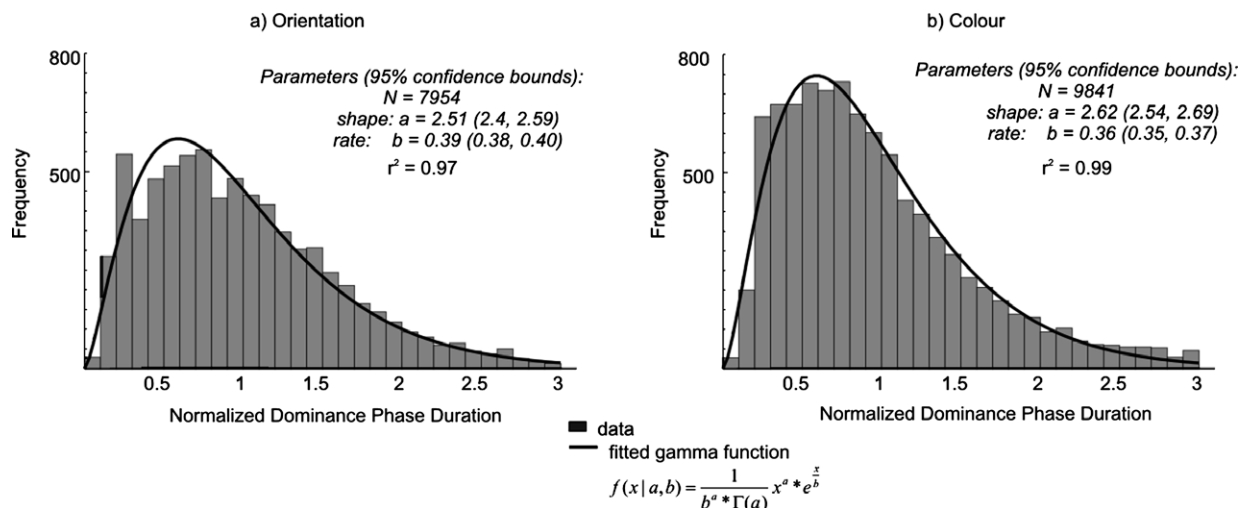 a) Orientation
800
500
Frequency
Parameters (95% confidence bounds):
N = 7954
shape: a = 2.51 (2.4, 2.59)
rate: b = 0.39 (0.38, 0.40)
r² = 0.97
0.5 1 1.5 2 2.5 3
Normalized Dominance Phase Duration
b) Colour
800
500
Frequency
Parameters (95% confidence bounds):
N = 9841
shape: a = 2.62 (2.54, 2.69)
rate: b = 0.36 (0.35, 0.37)
r² = 0.99
0.5 1 1.5 2 2.5 3
Normalized Dominance Phase Duration
data
fitted gamma function
f(x|a,b) = 1/(b^a * Γ(a)) x^a * e^(x/b)